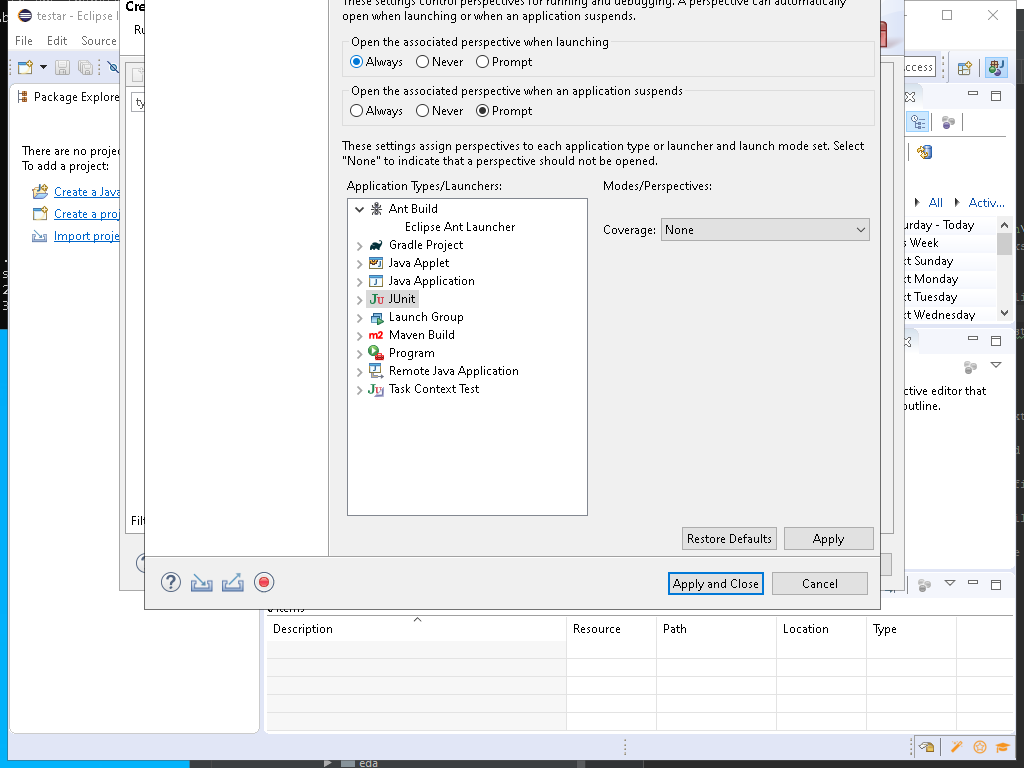 testar - Eclipse I
File Edit Source
Cre
Ru
These settings control perspectives for running and debugging. A perspective can automatically
open when launching or when an application suspends.
Open the associated perspective when launching
Always Never Prompt
Open the associated perspective when an application suspends
Always Never Prompt
These settings assign perspectives to each application type or launcher and launch mode set. Select
"None" to indicate that a perspective should not be opened.
Application Types/Launchers:
Modes/Perspectives:
Ant Build
Eclipse Ant Launcher
Gradle Project
Java Applet
Java Application
JUnit
Launch Group
Maven Build
Program
Remote Java Application
Task Context Test
Coverage: None
Restore Defaults Apply
Apply and Close Cancel
Package Explore
There are no projec
To add a project:
Create a Java
Create a proj
Import proje
ty
Filt
ccess
All Activ...
urday - Today
s Week
xt Sunday
xt Monday
xt Tuesday
xt Wednesday
ctive editor that
outline.
0 items
Description Resource Path Location Type
eda